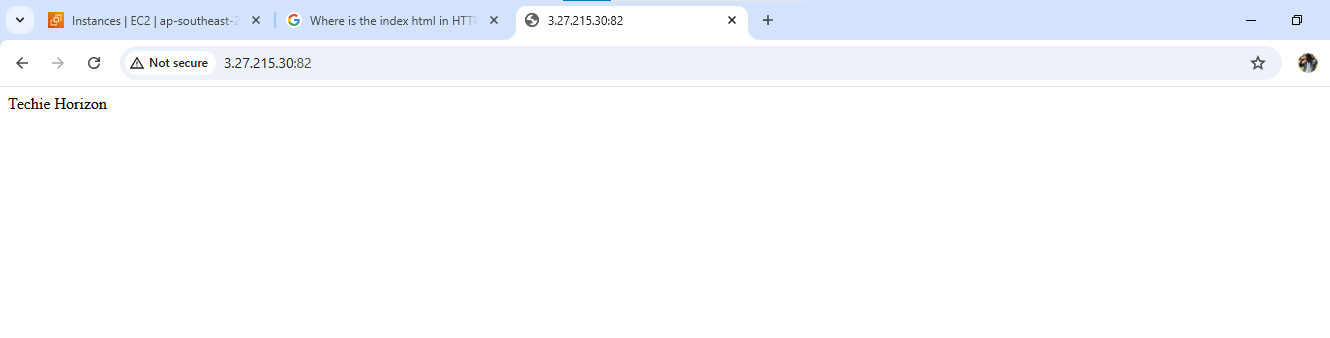 Instances | EC2 | ap-southeast-2
Where is the index html in HTTP
3.27.215.30:82
Not secure
3.27.215.30:82
Techie Horizon